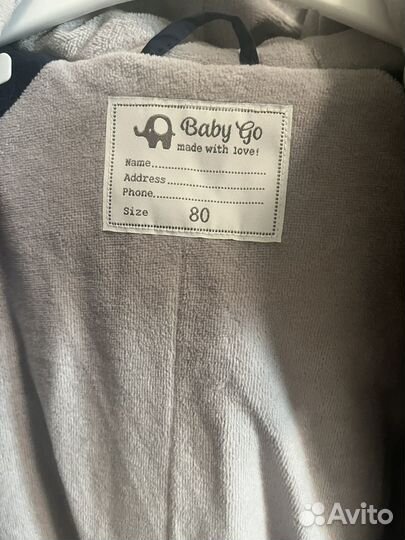 Baby Go
made with love!
Name..........................
Address.....................
Phone........................
Size 80
Avito